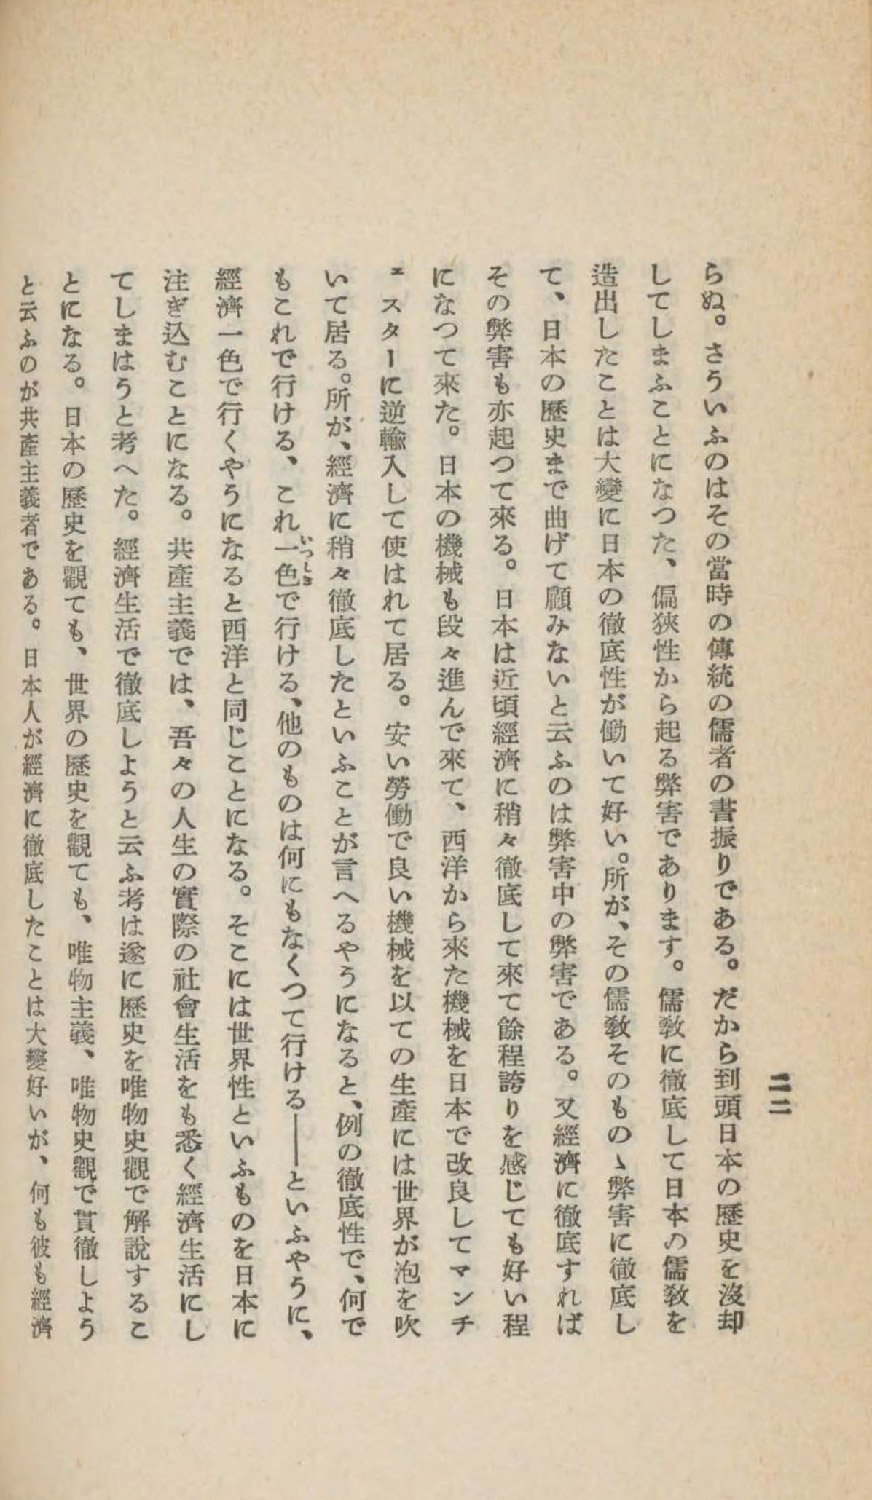 二二
らぬ。さういふのはその當時の傳統の儒者の書振りである。だから到頭日本の歷史を沒却
してしまふことになつた、偏狹性から起る弊害であります。儒敎に徹底して日本の儒敎を
造出したことは大變に日本の徹底性が働いて好い。所が、その儒敎そのものゝ弊害に徹底し
て、日本の歷史まで曲げて顧みないと云ふのは弊害中の弊害である。又經濟に徹底すれば
その弊害も亦起つて來る。日本は近頃經濟に稍々徹底して來て餘程誇りを感じても好い程
になつて來た。日本の機械も段々進んで來て、西洋から來た機械を日本で改良してマンチ
ェスターに逆輸入して使はれて居る。安い勞働で良い機械を以ての生產には世界が泡を吹
いて居る。所が、經濟に稍々徹底したといふことが言へるやうになると、例の徹底性で、何で
もこれで行ける、これ一色で行ける、他のものは何にもなくつて行ける――といふやうに、
いつしき
經濟一色で行くやうになると西洋と同じことになる。そこには世界性といふものを日本に
注ぎ込むことになる。共產主義では、吾々の人生の實際の社會生活をも悉く經濟生活にし
てしまはうと考へた。經濟生活で徹底しようと云ふ考は遂に歷史を唯物史觀で解說するこ
とになる。日本の歷史を觀ても、世界の歷史を觀ても、唯物主義、唯物史觀で貫徹しよう
と云ふのが共產主義者である。日本人が經濟に徹底したことは大變好いが、何も彼も經濟